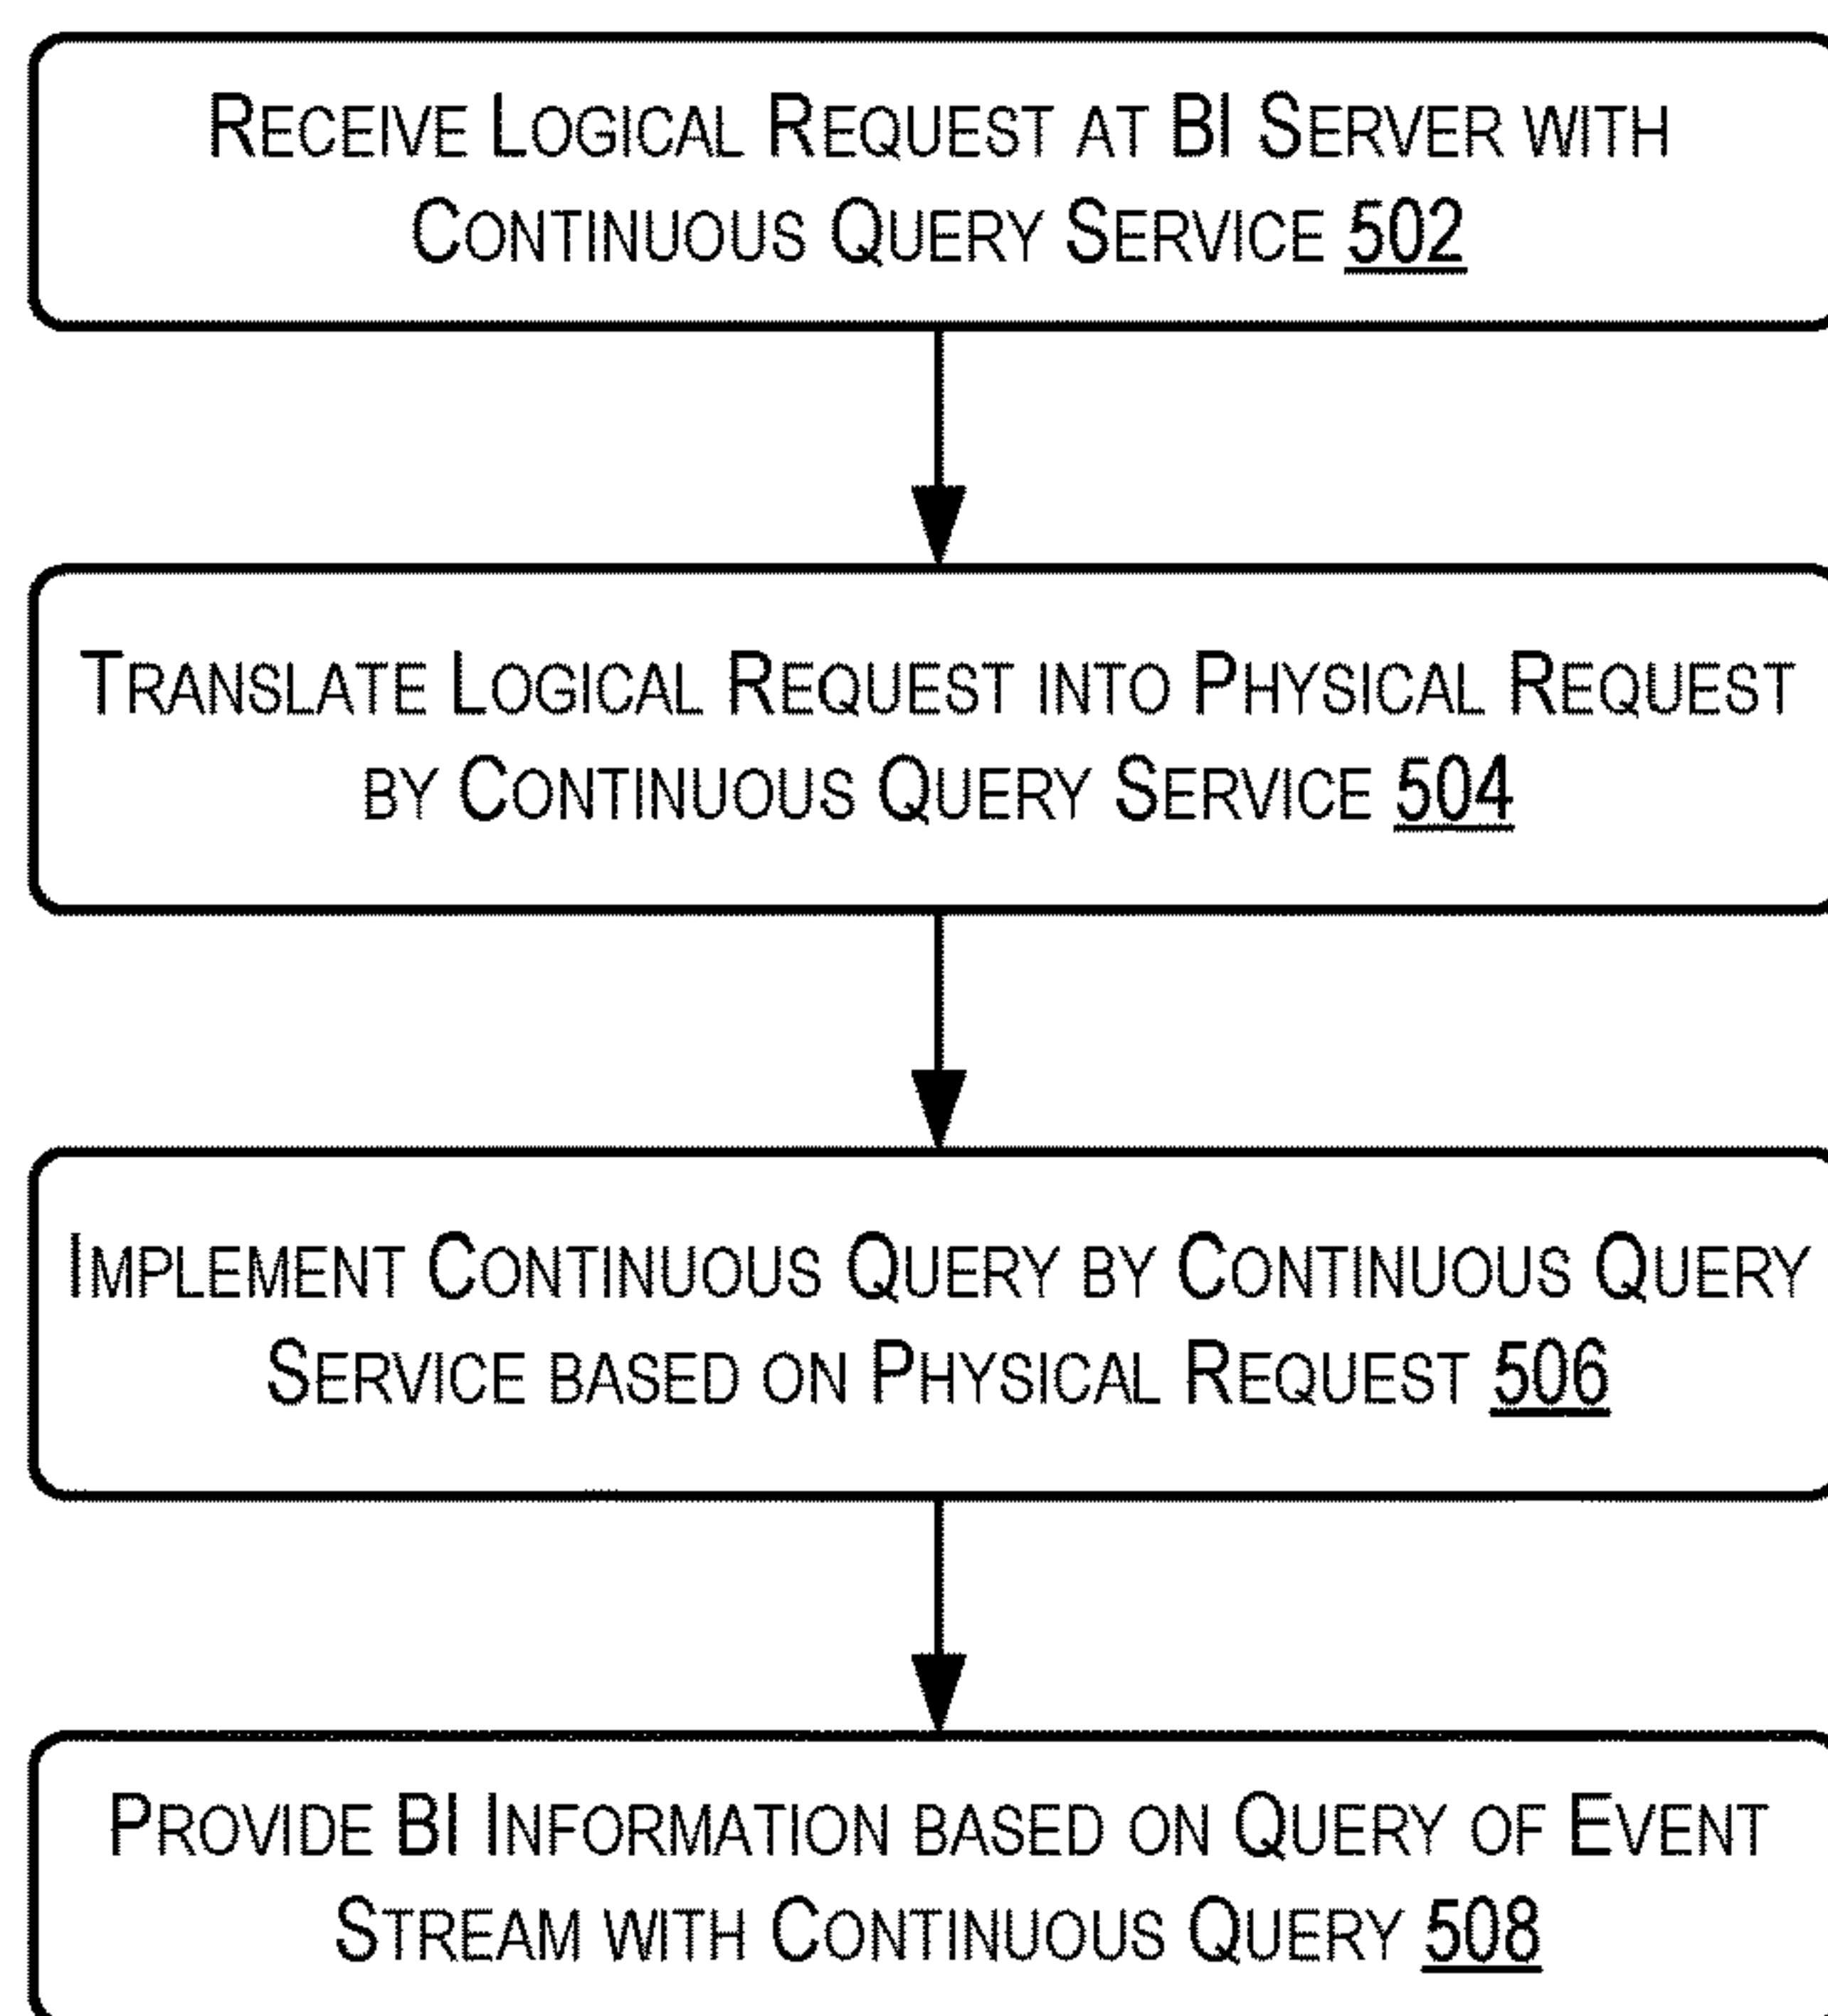 RECEIVE LOGICAL REQUEST AT BI SERVER WITH
CONTINUOUS QUERY SERVICE 502
TRANSLATE LOGICAL REQUEST INTO PHYSICAL REQUEST
BY CONTINUOUS QUERY SERVICE 504
IMPLEMENT CONTINUOUS QUERY BY CONTINUOUS QUERY
SERVICE BASED ON PHYSICAL REQUEST 506
PROVIDE BI INFORMATION BASED ON QUERY OF EVENT
STREAM WITH CONTINUOUS QUERY 508